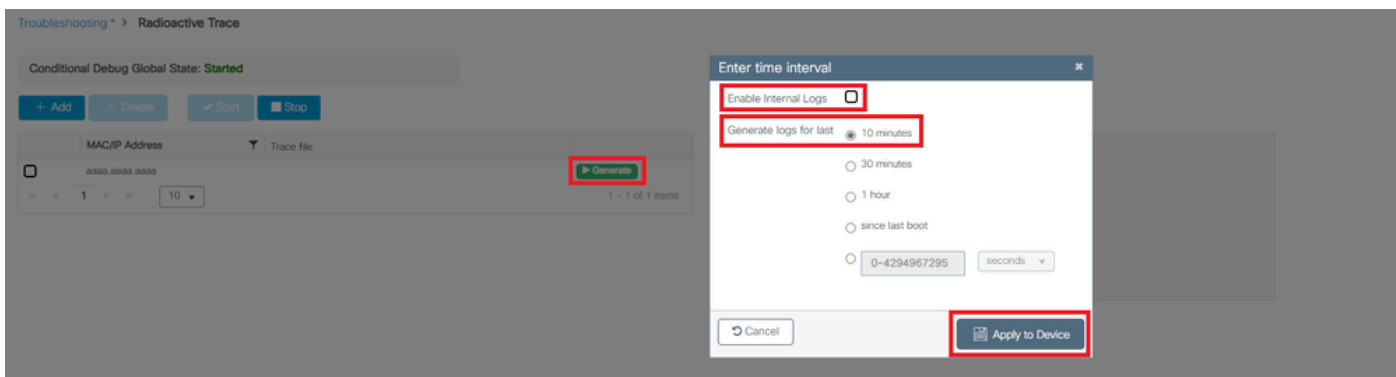 Troubleshooting > Radioactive Trace
Conditional Debug Global State: Started
+ Add
× Delete
✓ Start
Stop
MAC/IP Address
Trace file
aaaa.aaaa.aaaa
Generate
1
10
1 - 1 of 1 items
Enter time interval
Enable Internal Logs
Generate logs for last
10 minutes
30 minutes
1 hour
since last boot
0-4294967295 seconds
Cancel
Apply to Device